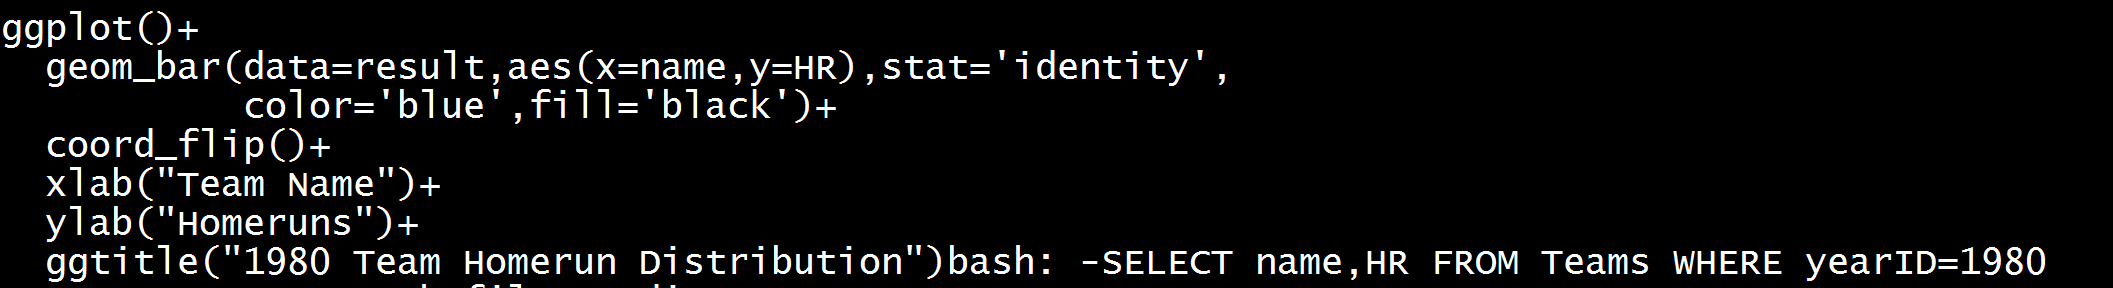 ggplot()+
  geom_bar(data=result,aes(x=name,y=HR),stat='identity',
           color='blue',fill='black')+
  coord_flip()+
  xlab("Team Name")+
  ylab("Homeruns")+
  ggtitle("1980 Team Homerun Distribution")bash: -SELECT name,HR FROM Teams WHERE yearID=1980